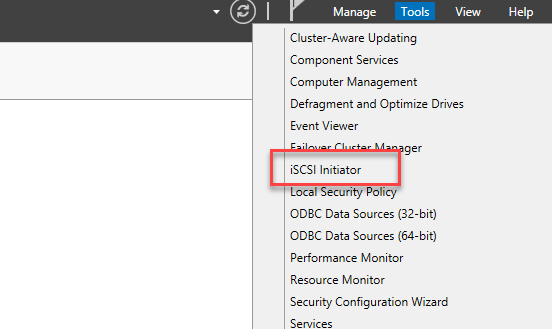 Manage Tools View Help
Cluster-Aware Updating
Component Services
Computer Management
Defragment and Optimize Drives
Event Viewer
Failover Cluster Manager
iSCSI Initiator
Local Security Policy
ODBC Data Sources (32-bit)
ODBC Data Sources (64-bit)
Performance Monitor
Resource Monitor
Security Configuration Wizard
Services